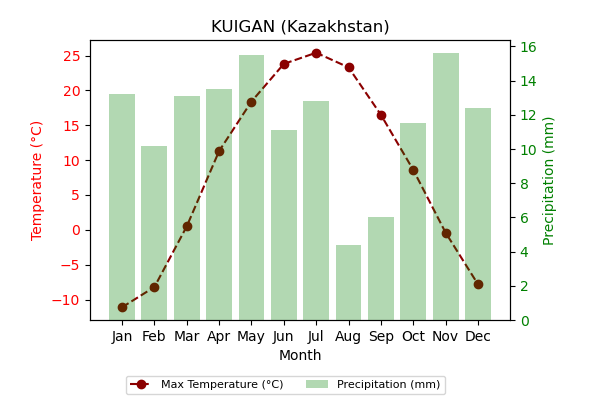 KUIGAN (Kazakhstan)
25
20
15
10
5
0
−5
−10
Temperature (°C)
16
14
12
10
8
6
4
2
0
Precipitation (mm)
Jan Feb Mar Apr May Jun Jul Aug Sep Oct Nov Dec
Month
Max Temperature (°C) Precipitation (mm)